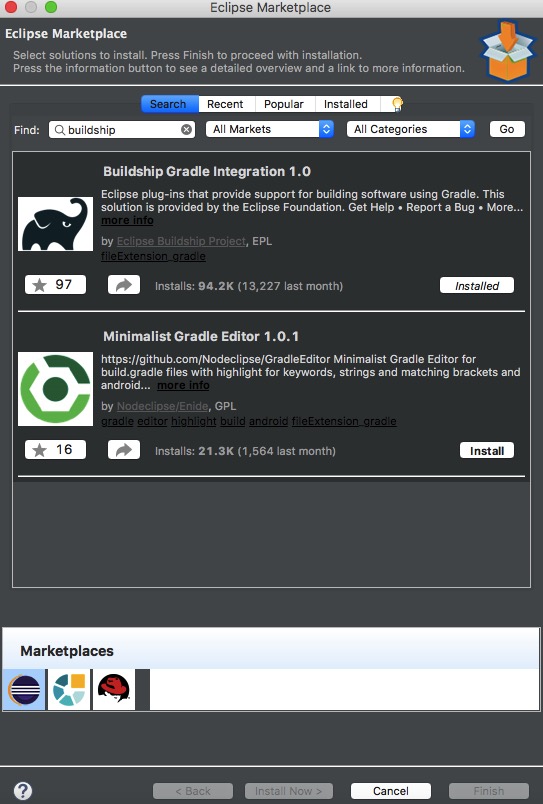 Eclipse Marketplace
Eclipse Marketplace
Select solutions to install. Press Finish to proceed with installation.
Press the information button to see a detailed overview and a link to more information.
Search Recent Popular Installed
Find: buildship All Markets All Categories Go
Buildship Gradle Integration 1.0
Eclipse plug-ins that provide support for building software using Gradle. This
solution is provided by the Eclipse Foundation. Get Help • Report a Bug • More...
more info
by Eclipse Buildship Project, EPL
fileExtension_gradle
97 Installs: 94.2K (13,227 last month) Installed
Minimalist Gradle Editor 1.0.1
https://github.com/Nodeclipse/GradleEditor Minimalist Gradle Editor for
build.gradle files with highlight for keywords, strings and matching brackets and
android... more info
by Nodeclipse/Enide, GPL
gradle editor highlight build android fileExtension_gradle
16 Installs: 21.3K (1,564 last month) Install
Marketplaces
? < Back Install Now > Cancel Finish